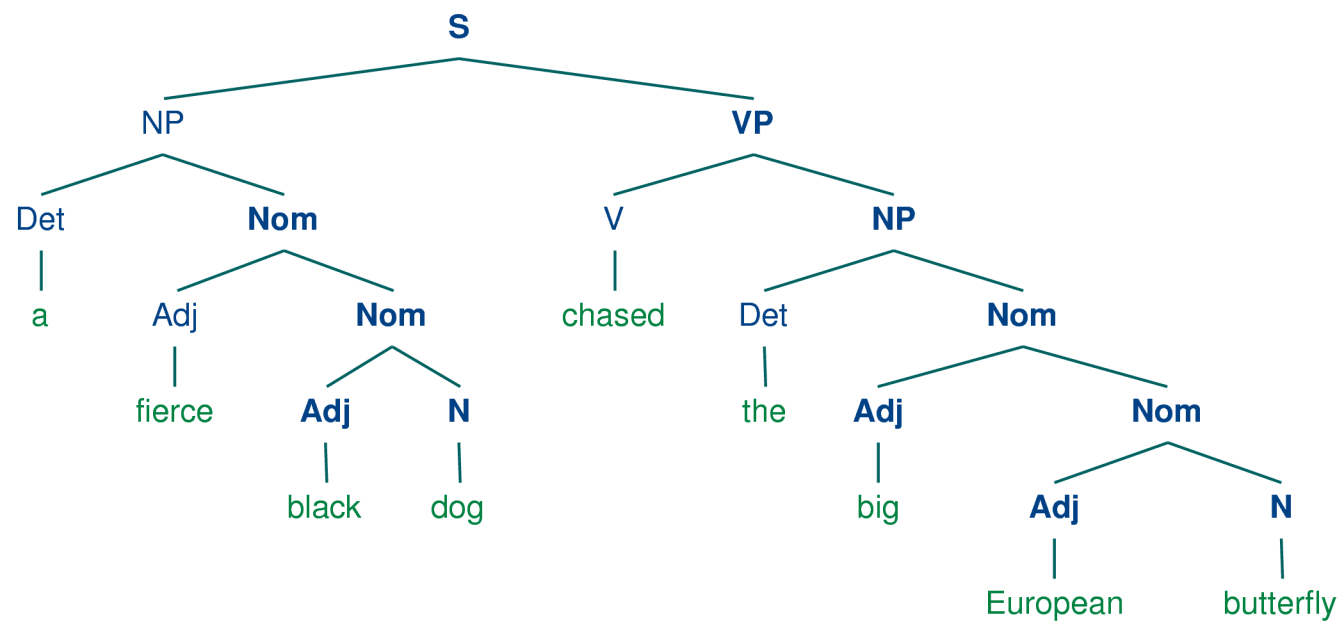 S
NP VP
Det Nom V NP
a Adj Nom chased Det Nom
fierce Adj N the Adj Nom
black dog big Adj N
European butterfly